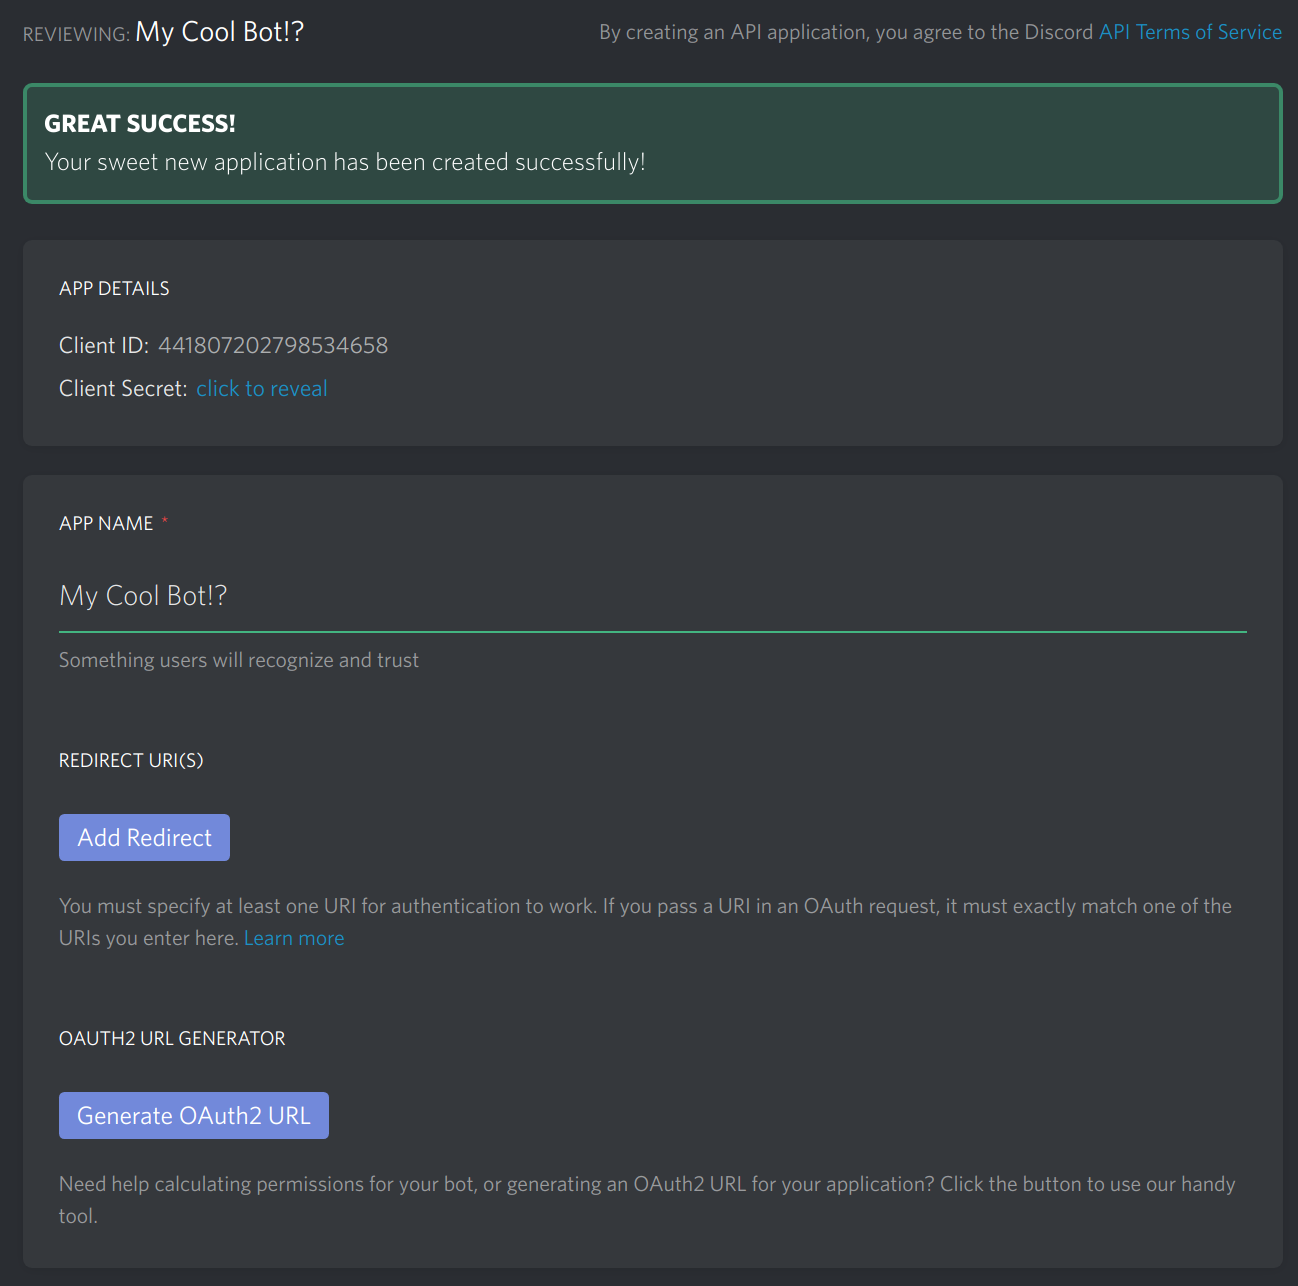 REVIEWING: My Cool Bot!?
By creating an API application, you agree to the Discord API Terms of Service
GREAT SUCCESS!
Your sweet new application has been created successfully!
APP DETAILS
Client ID: 441807202798534658
Client Secret: click to reveal
APP NAME *
My Cool Bot!?
Something users will recognize and trust
REDIRECT URI(S)
Add Redirect
You must specify at least one URI for authentication to work. If you pass a URI in an OAuth request, it must exactly match one of the
URIs you enter here. Learn more
OAUTH2 URL GENERATOR
Generate OAuth2 URL
Need help calculating permissions for your bot, or generating an OAuth2 URL for your application? Click the button to use our handy
tool.